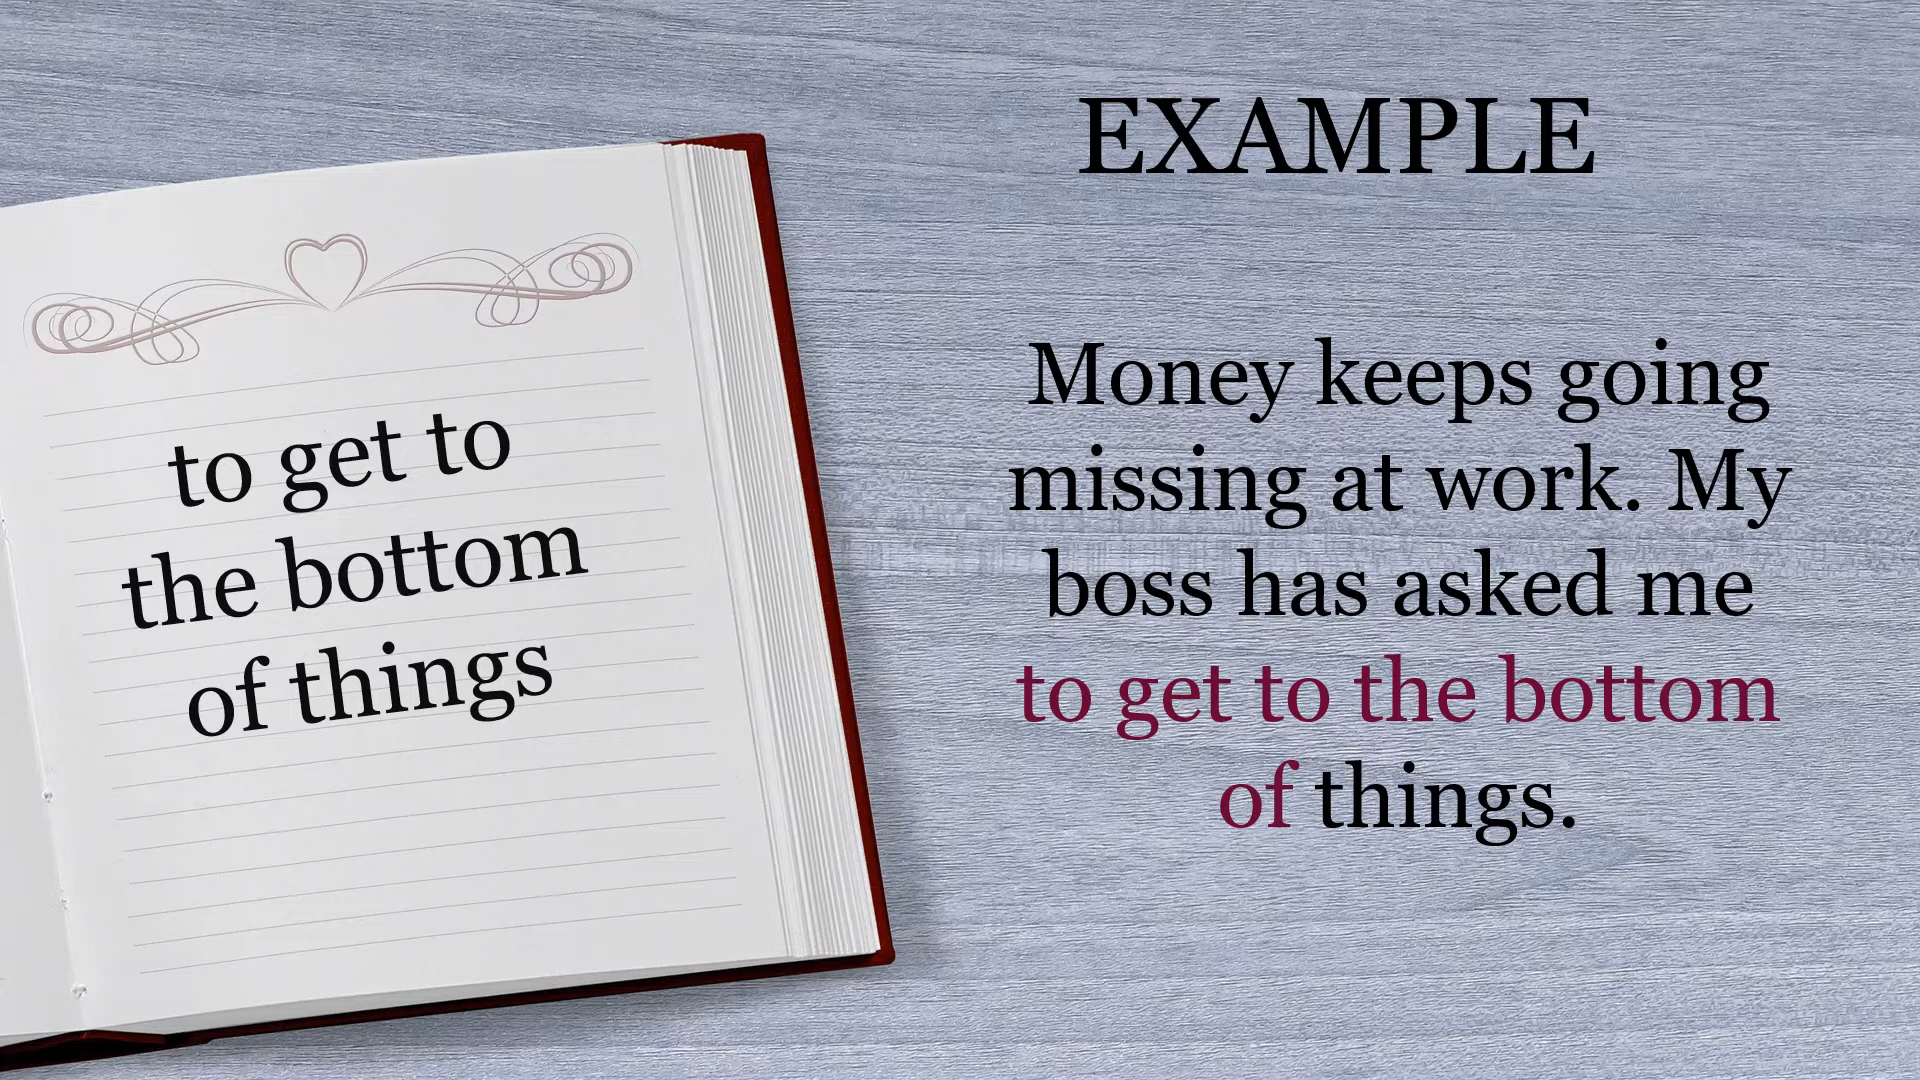 to get to
the bottom
of things
EXAMPLE
Money keeps going
missing at work. My
boss has asked me
to get to the bottom
of things.